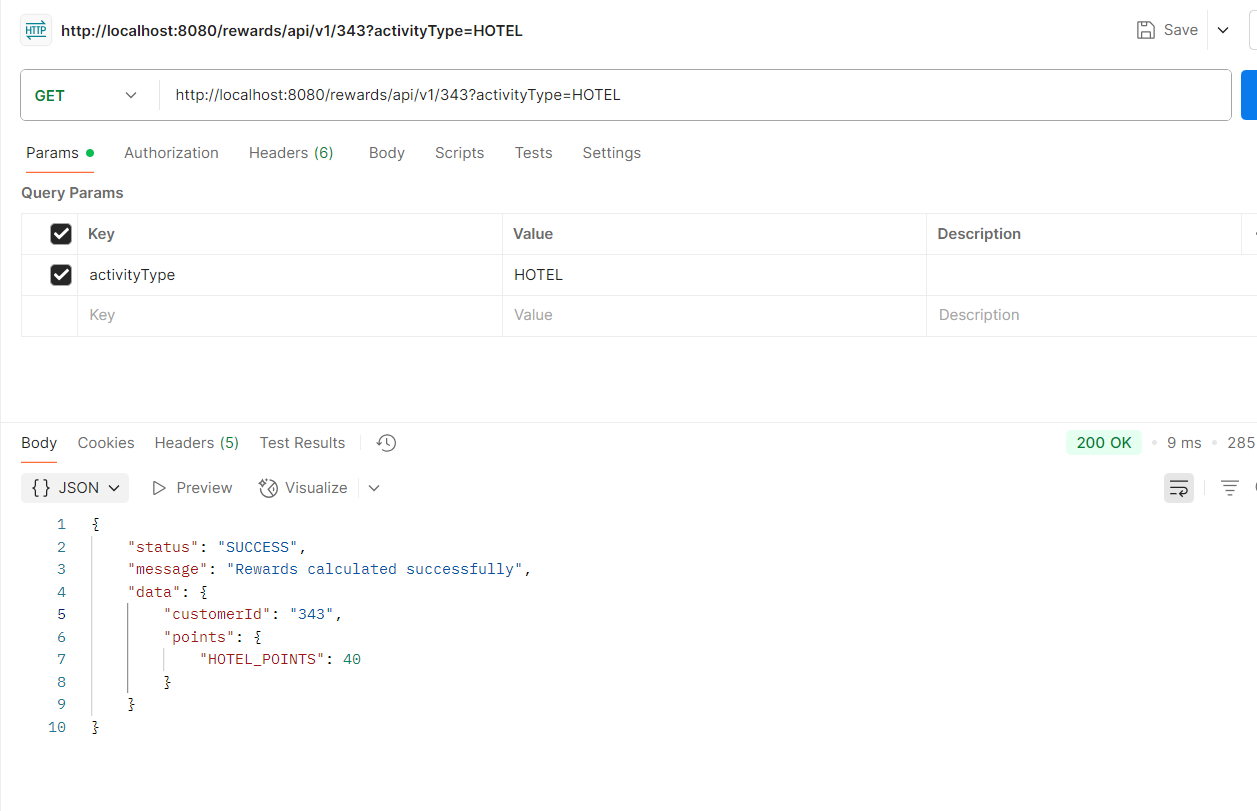 HTTP http://localhost:8080/rewards/api/v1/343?activityType=HOTEL Save
GET http://localhost:8080/rewards/api/v1/343?activityType=HOTEL
Params Authorization Headers (6) Body Scripts Tests Settings
Query Params
Key Value Description
activityType HOTEL
Key Value Description
Body Cookies Headers (5) Test Results 200 OK • 9 ms • 285
{} JSON Preview Visualize
1 {
2 "status": "SUCCESS",
3 "message": "Rewards calculated successfully",
4 "data": {
5 "customerId": "343",
6 "points": {
7 "HOTEL_POINTS": 40
8 }
9 }
10 }